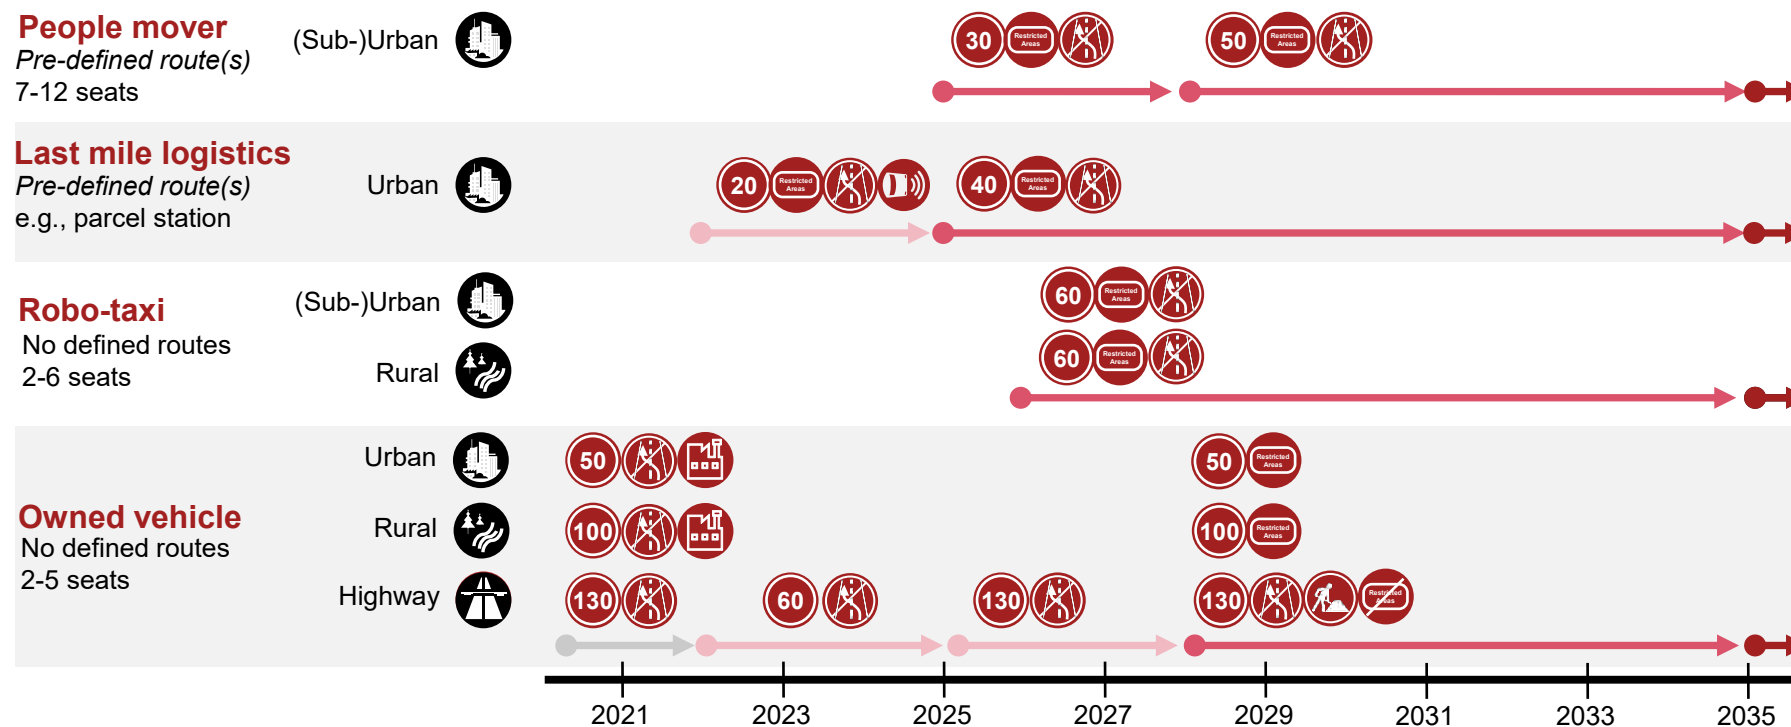 People mover
Pre-defined route(s)
7-12 seats
(Sub-)Urban
30
Restricted
Areas
50
Restricted
Areas
Last mile logistics
Pre-defined route(s)
e.g., parcel station
Urban
20
Restricted
Areas
40
Restricted
Areas
Robo-taxi
No defined routes
2-6 seats
(Sub-)Urban
60
Restricted
Areas
Rural
60
Restricted
Areas
Owned vehicle
No defined routes
2-5 seats
Urban
50
50
Restricted
Areas
Rural
100
100
Restricted
Areas
Highway
130
60
130
130
Restricted
Areas
2021 2023 2025 2027 2029 2031 2033 2035